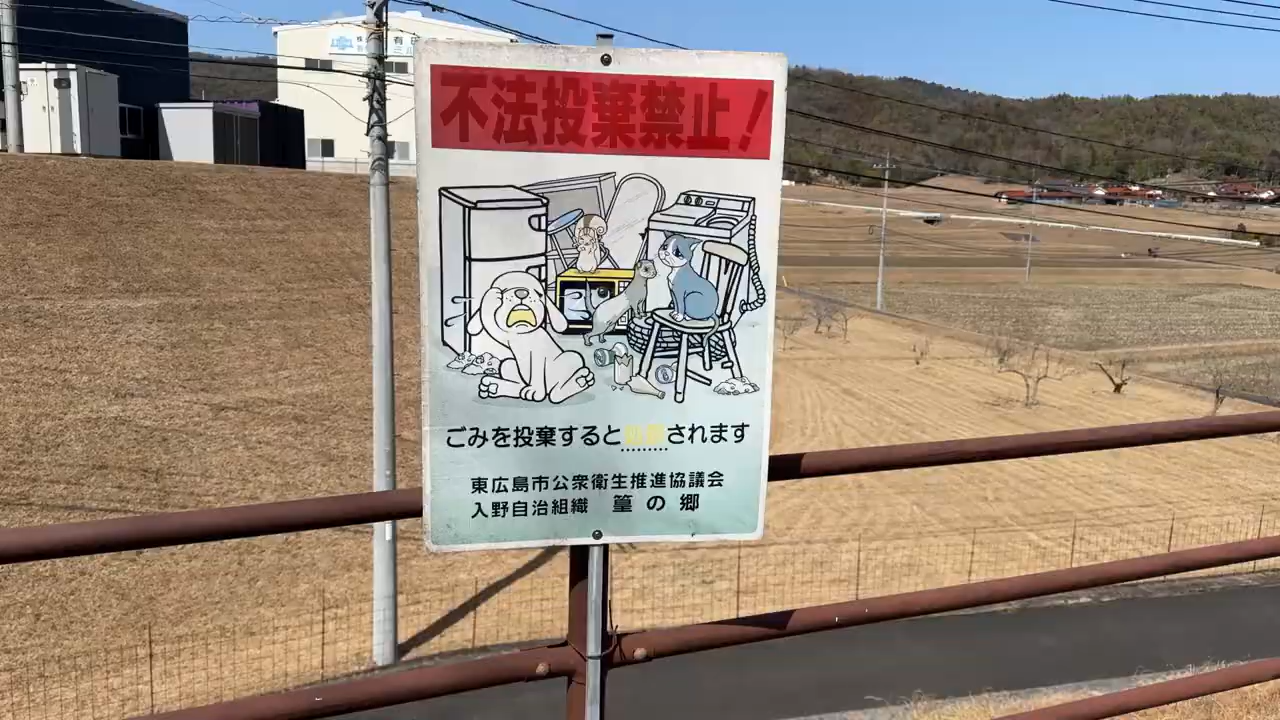 不法投棄禁止！
ごみを投棄すると処罰されます
東広島市公衆衛生推進協議会
入野自治組織 篁の郷